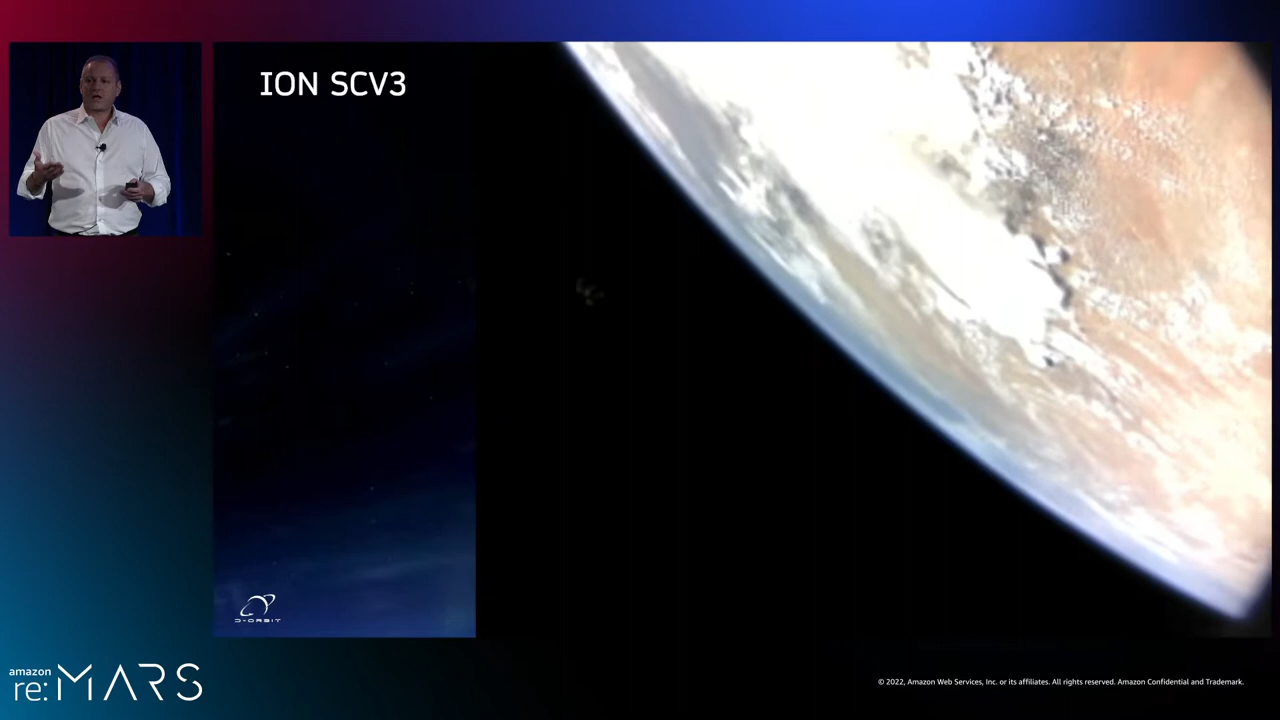 ION SCV3
D-ORBIT
amazon
re:MARS
© 2022, Amazon Web Services, Inc. or its affiliates. All rights reserved. Amazon Confidential and Trademark.